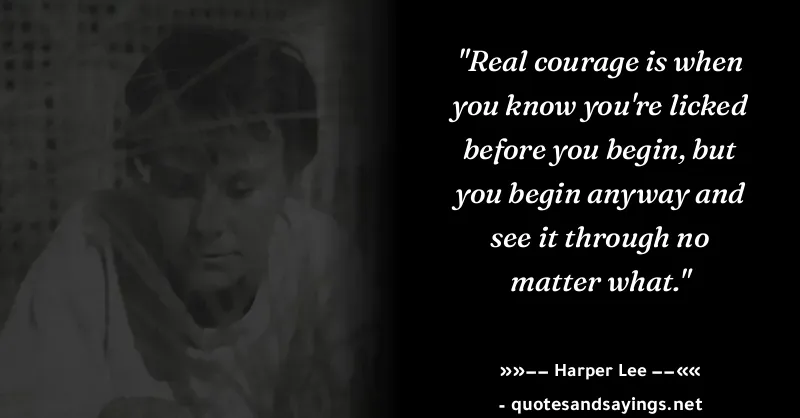 "Real courage is when
you know you're licked
before you begin, but
you begin anyway and
see it through no
matter what."
»»−− Harper Lee −−««
- quotesandsayings.net